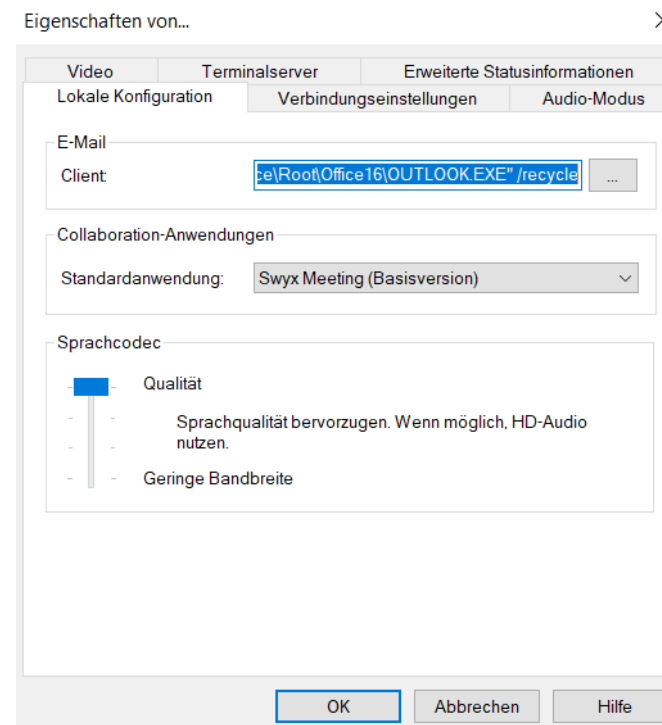 Eigenschaften von...
Video Terminalserver Erweiterte Statusinformationen
Lokale Konfiguration Verbindungseinstellungen Audio-Modus
E-Mail
Client: ce\Root\Office16\OUTLOOK.EXE" /recycle ...
Collaboration-Anwendungen
Standardanwendung: Swyx Meeting (Basisversion)
Sprachcodec
Qualität
Sprachqualität bervorzugen. Wenn möglich, HD-Audio
nutzen.
Geringe Bandbreite
OK Abbrechen Hilfe